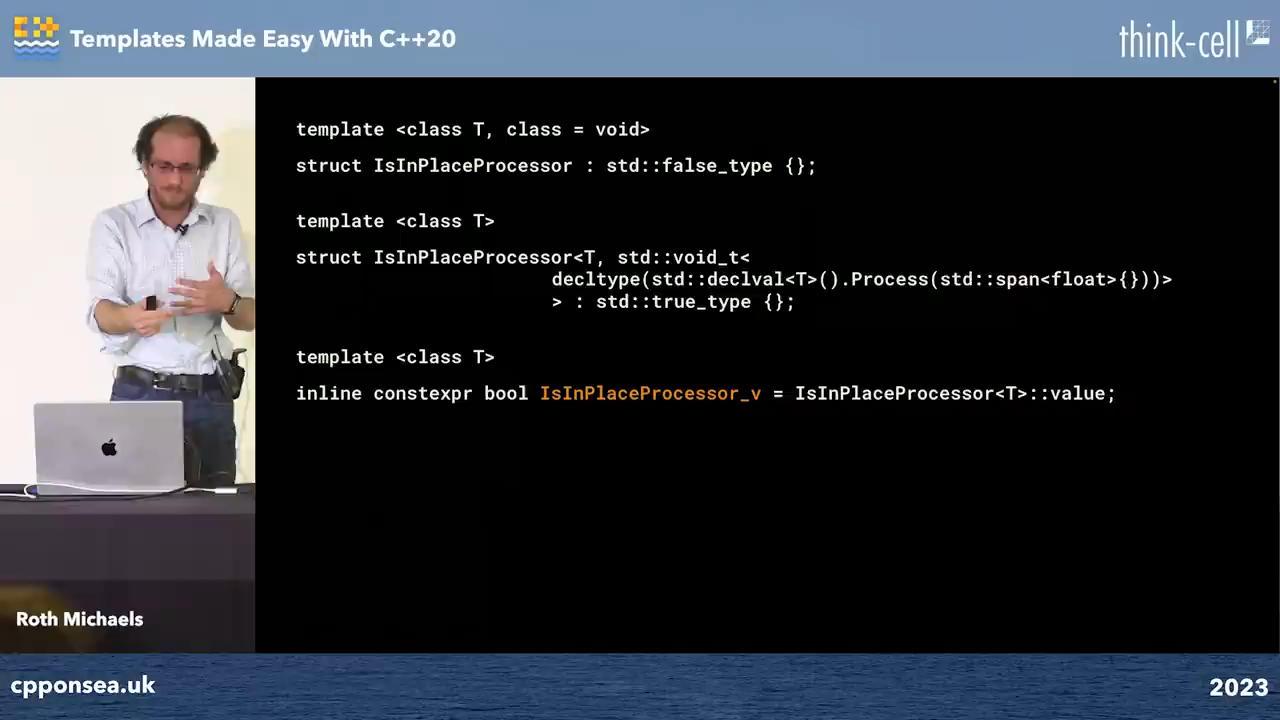 Templates Made Easy With C++20
think-cell
template <class T, class = void>
struct IsInPlaceProcessor : std::false_type {};
template <class T>
struct IsInPlaceProcessor<T, std::void_t<
decltype(std::declval<T>().Process(std::span<float>{}))>
> : std::true_type {};
template <class T>
inline constexpr bool IsInPlaceProcessor_v = IsInPlaceProcessor<T>::value;
Roth Michaels
cpponsea.uk
2023